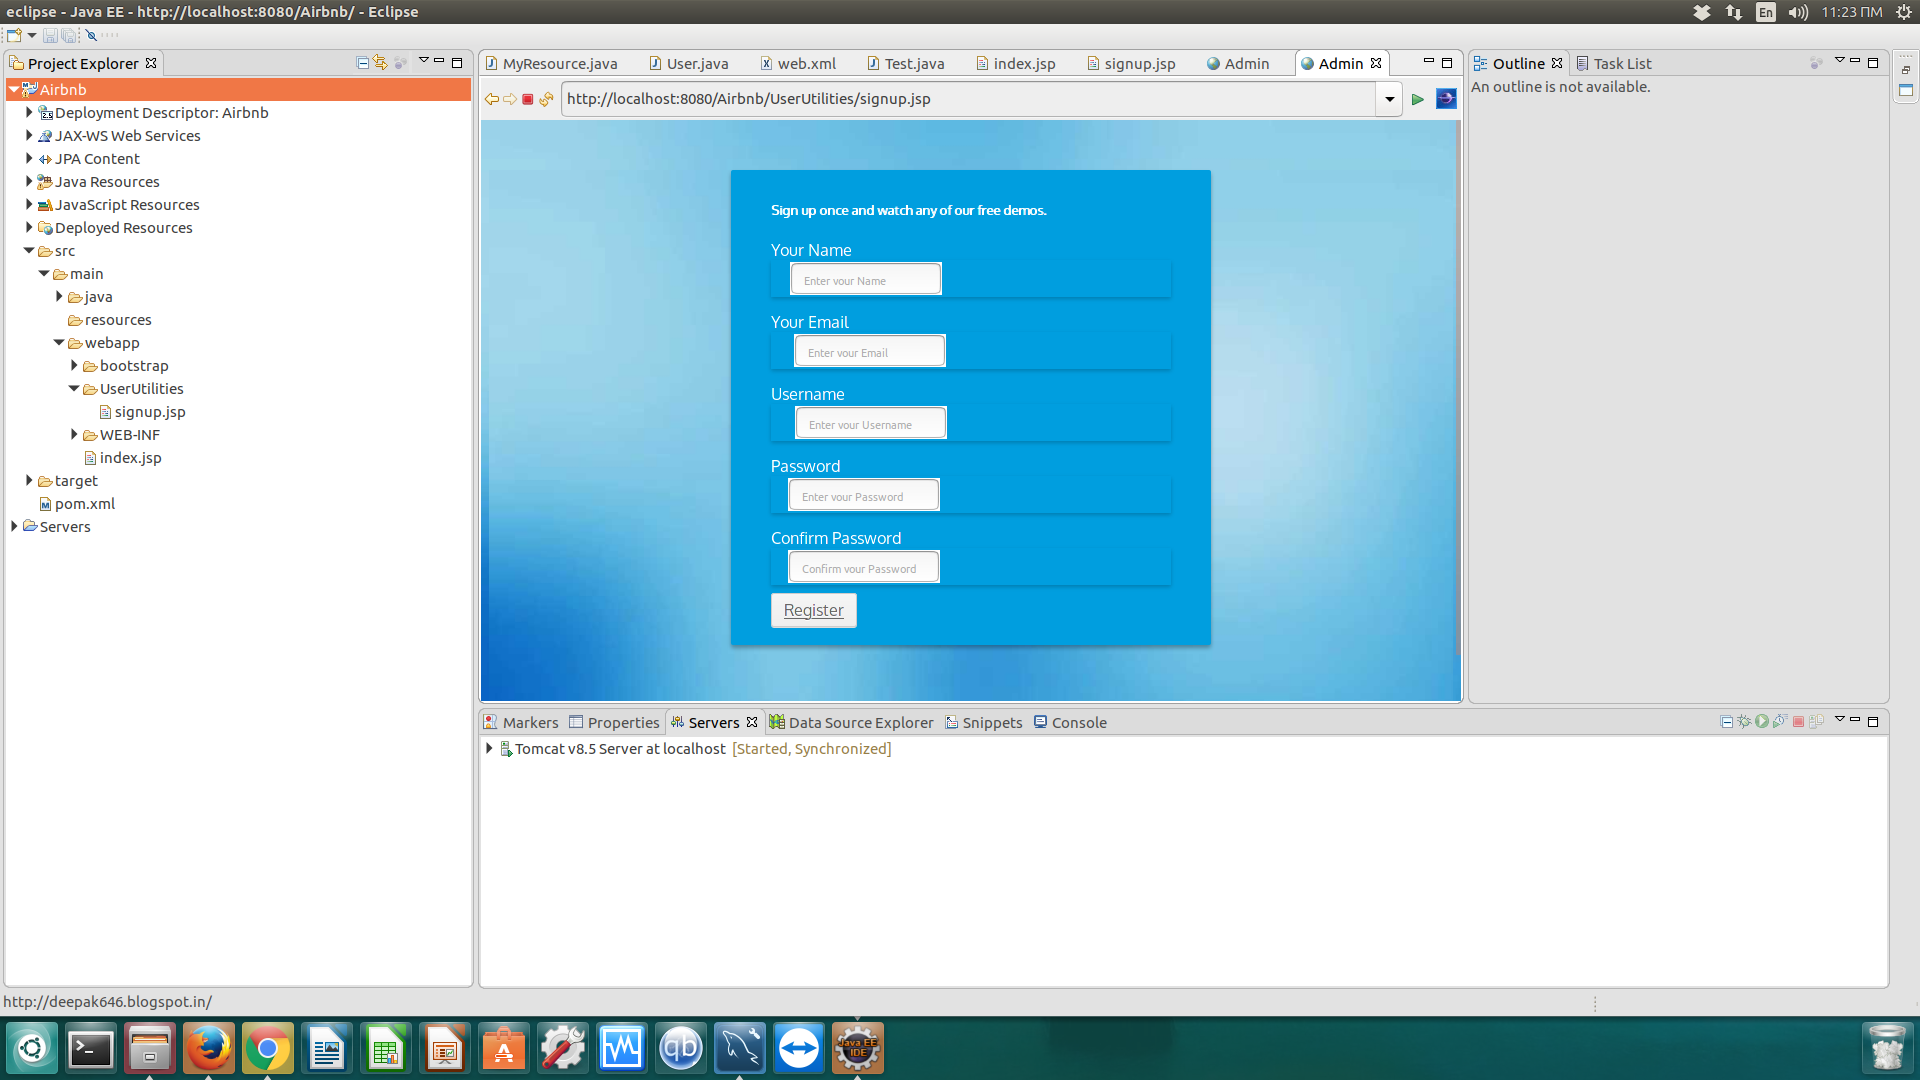 eclipse - Java EE - http://localhost:8080/Airbnb/ - Eclipse
En
11:23 ΠΜ
Project Explorer
Airbnb
Deployment Descriptor: Airbnb
JAX-WS Web Services
JPA Content
Java Resources
JavaScript Resources
Deployed Resources
src
main
java
resources
webapp
bootstrap
UserUtilities
signup.jsp
WEB-INF
index.jsp
target
pom.xml
Servers
MyResource.java
User.java
web.xml
Test.java
index.jsp
signup.jsp
Admin
Admin
http://localhost:8080/Airbnb/UserUtilities/signup.jsp
Sign up once and watch any of our free demos.
Your Name
Enter your Name
Your Email
Enter your Email
Username
Enter your Username
Password
Enter your Password
Confirm Password
Confirm your Password
Register
Outline
Task List
An outline is not available.
Markers
Properties
Servers
Data Source Explorer
Snippets
Console
Tomcat v8.5 Server at localhost [Started, Synchronized]
http://deepak646.blogspot.in/
qb
Java EE
IDE